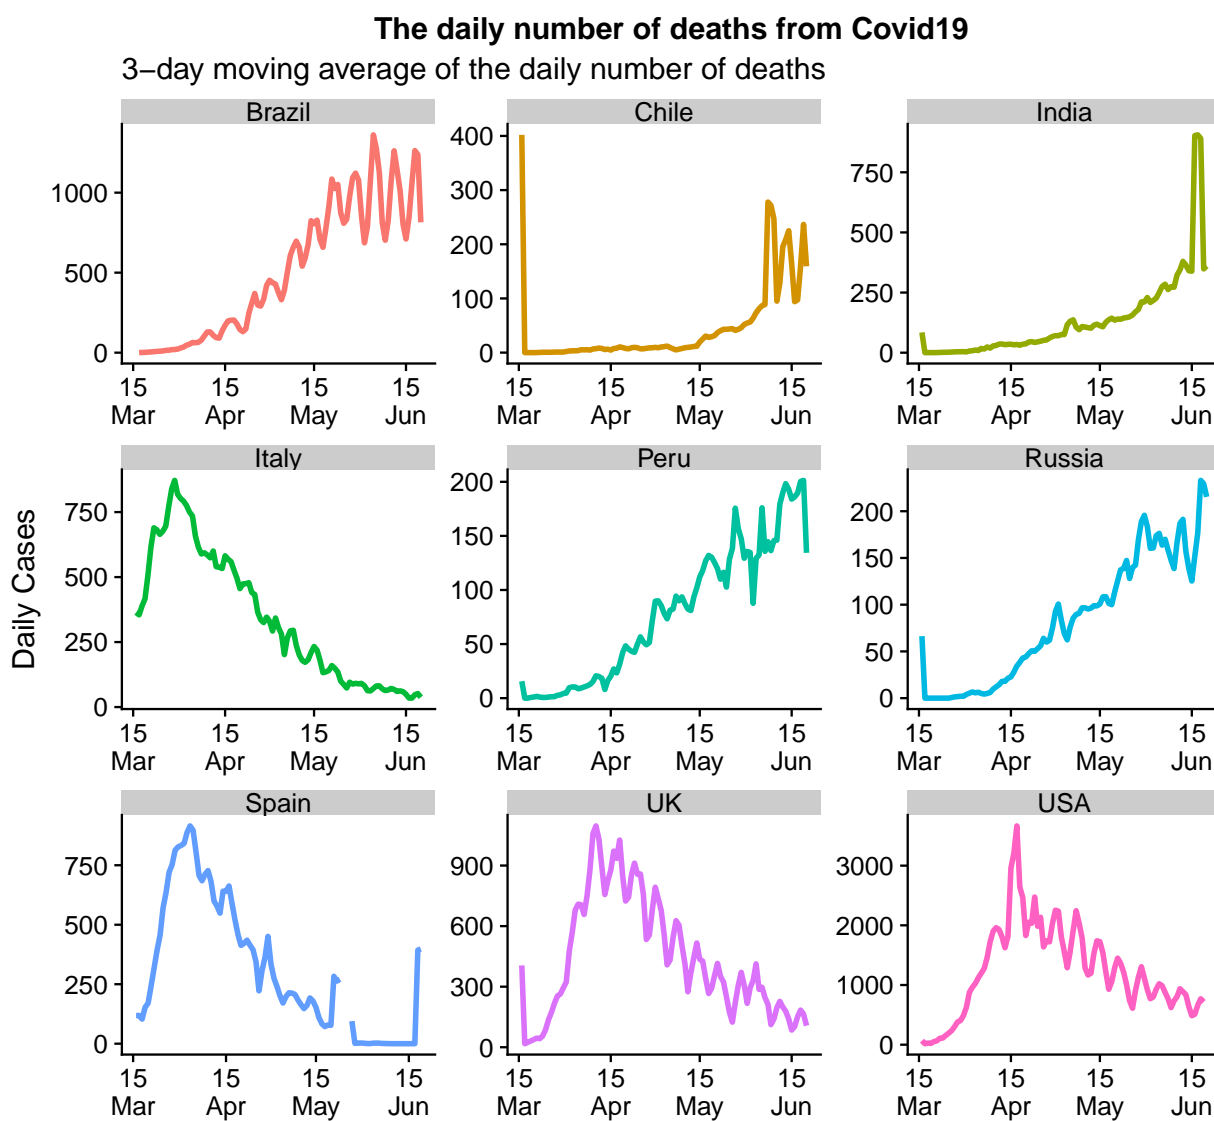 The daily number of deaths from Covid19
3−day moving average of the daily number of deaths
Brazil
Chile
India
1000
500
0
400
300
200
100
0
750
500
250
0
15 15 15 15
Mar Apr May Jun
15 15 15 15
Mar Apr May Jun
15 15 15 15
Mar Apr May Jun
Daily Cases
Italy
Peru
Russia
750
500
250
0
200
150
100
50
0
200
150
100
50
0
15 15 15 15
Mar Apr May Jun
15 15 15 15
Mar Apr May Jun
15 15 15 15
Mar Apr May Jun
Spain
UK
USA
750
500
250
0
900
600
300
0
3000
2000
1000
0
15 15 15 15
Mar Apr May Jun
15 15 15 15
Mar Apr May Jun
15 15 15 15
Mar Apr May Jun